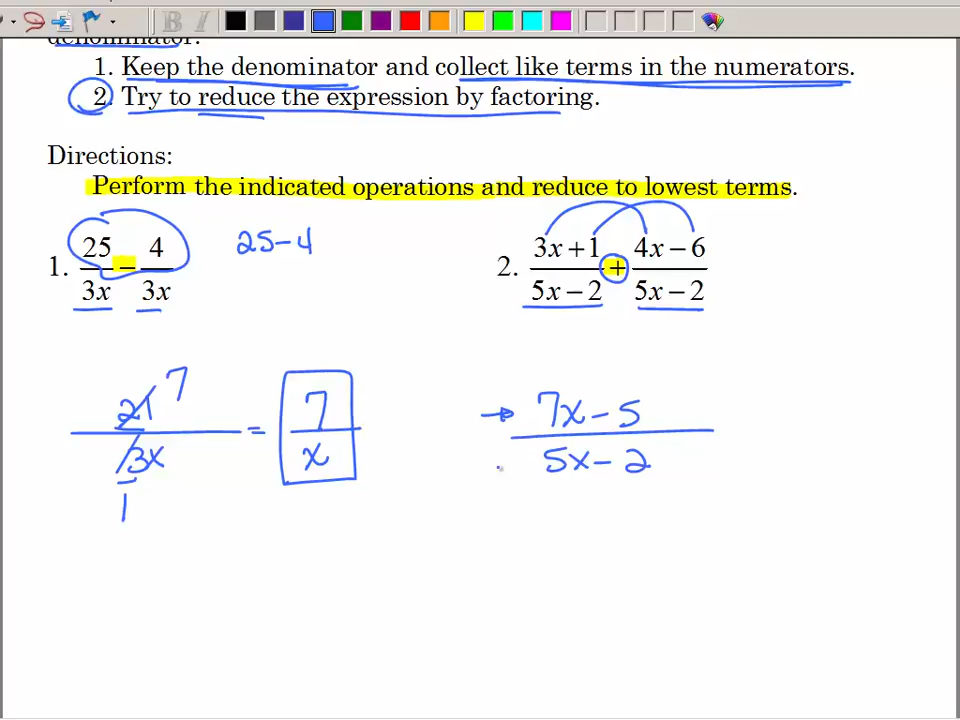 denominator:
1. Keep the denominator and collect like terms in the numerators.
2. Try to reduce the expression by factoring.
Directions:
Perform the indicated operations and reduce to lowest terms.
1. 25/3x − 4/3x
25-4
2. (3x + 1)/(5x − 2) + (4x − 6)/(5x − 2)
21 7
3x
1
= 7/x
7x - 5
5x - 2